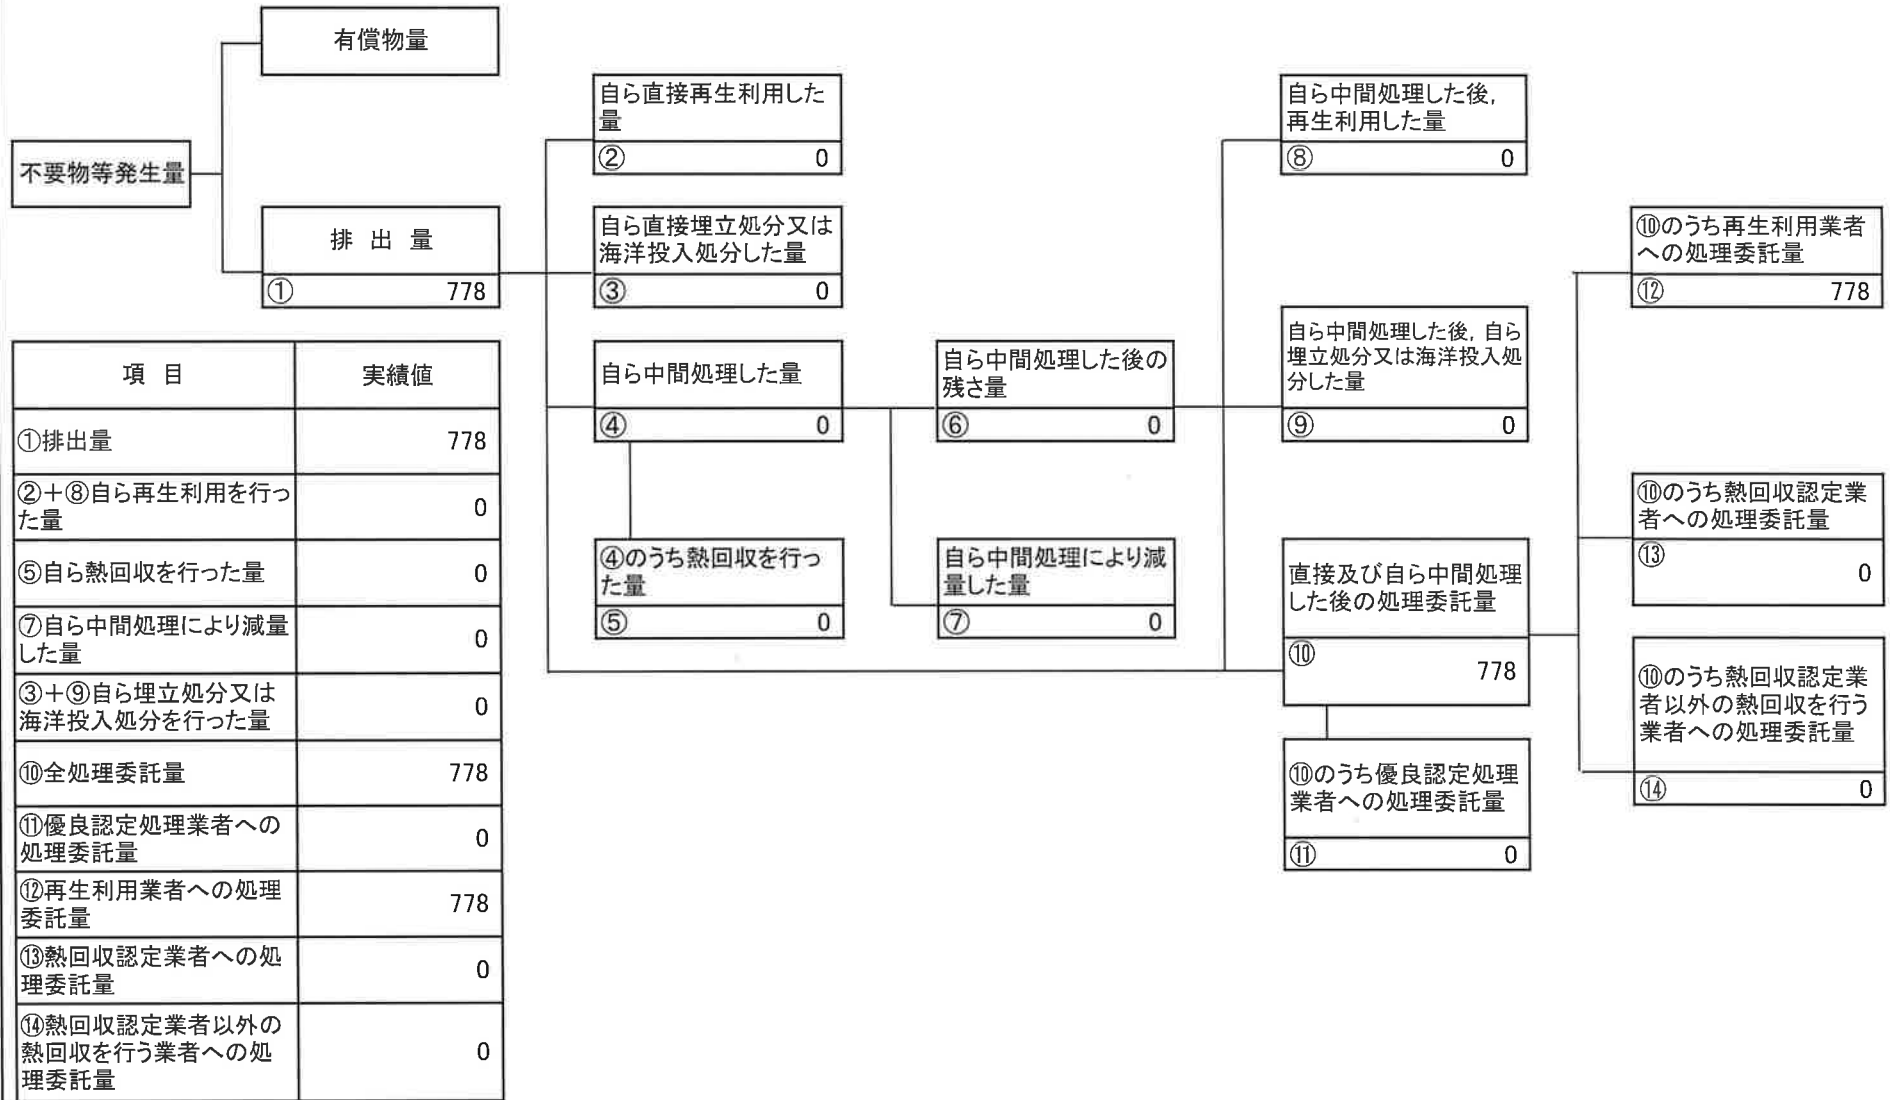 有償物量
不要物等発生量
排 出 量
① 778
自ら直接再生利用した
量
② 0
自ら直接埋立処分又は
海洋投入処分した量
③ 0
自ら中間処理した量
④ 0
④のうち熱回収を行っ
た量
⑤ 0
自ら中間処理した後の
残さ量
⑥ 0
自ら中間処理により減
量した量
⑦ 0
自ら中間処理した後,
再生利用した量
⑧ 0
自ら中間処理した後, 自ら
埋立処分又は海洋投入処
分した量
⑨ 0
直接及び自ら中間処理
した後の処理委託量
⑩ 778
⑩のうち優良認定処理
業者への処理委託量
⑪ 0
⑩のうち再生利用業者
への処理委託量
⑫ 778
⑩のうち熱回収認定業
者への処理委託量
⑬ 0
⑩のうち熱回収認定業
者以外の熱回収を行う
業者への処理委託量
⑭ 0
項 目 実績値
①排出量 778
②+⑧自ら再生利用を行っ
た量 0
⑤自ら熱回収を行った量 0
⑦自ら中間処理により減量
した量 0
③+⑨自ら埋立処分又は
海洋投入処分を行った量 0
⑩全処理委託量 778
⑪優良認定処理業者への
処理委託量 0
⑫再生利用業者への処理
委託量 778
⑬熱回収認定業者への処
理委託量 0
⑭熱回収認定業者以外の
熱回収を行う業者への処
理委託量 0